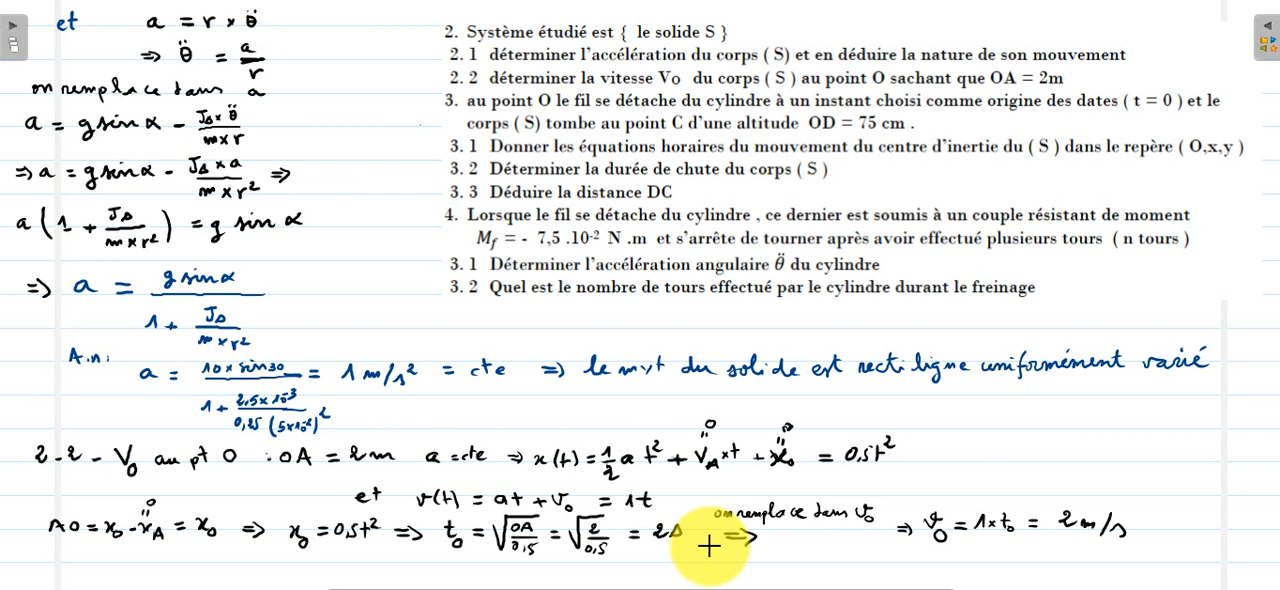 et a = r × θ̈
⇒ θ̈ = a/r
on remplace dans a
a = g sin α - (J∆ × θ̈)/(m × r)
⇒ a = g sin α - (J∆ × a)/(m × r²) ⇒
a (1 + J∆/(m × r²)) = g sin α
⇒ a = g sin α / (1 + J∆/(m × r²))
2. Système étudié est { le solide S }
2. 1 déterminer l'accélération du corps ( S) et en déduire la nature de son mouvement
2. 2 déterminer la vitesse Vo du corps ( S ) au point O sachant que OA = 2m
3. au point O le fil se détache du cylindre à un instant choisi comme origine des dates ( t = 0 ) et le
corps ( S) tombe au point C d'une altitude OD = 75 cm .
3. 1 Donner les équations horaires du mouvement du centre d'inertie du ( S ) dans le repère ( O,x,y )
3. 2 Déterminer la durée de chute du corps ( S )
3. 3 Déduire la distance DC
4. Lorsque le fil se détache du cylindre , ce dernier est soumis à un couple résistant de moment
Mf = - 7,5 .10-² N .m et s'arrête de tourner après avoir effectué plusieurs tours ( n tours )
3. 1 Déterminer l'accélération angulaire θ̈ du cylindre
3. 2 Quel est le nombre de tours effectué par le cylindre durant le freinage
A.n: a = 10 × sin 30 / (1 + 2,5 × 10⁻³/(0,25 (5 × 10⁻²)²)) = 1 m/s² = cte ⇒ le mvt du solide est rectiligne uniformément varié
2-2- V0 au pt O : OA = 2m a = cte ⇒ x(t) = 1/2 a t² + VA × t + x0 = 0,5t²
et v(t) = at + v0 = 1t
AO = x0 - xA = x0 ⇒ x0 = 0,5t² ⇒ t0 = √(OA/0,5) = √(2/0,5) = 2s on remplace dans v0 ⇒ ⇒ v0 = 1 × t0 = 2 m/s